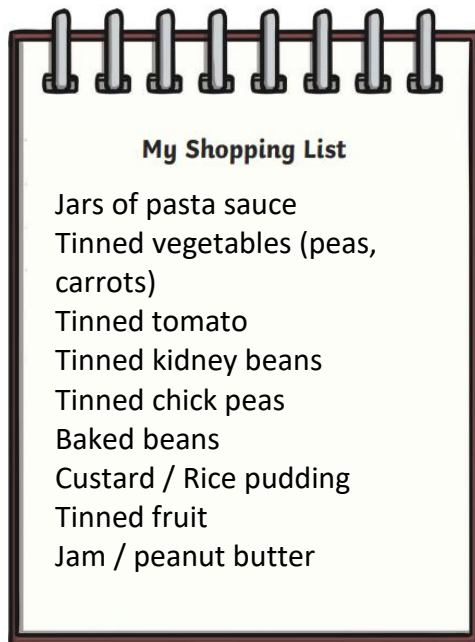 My Shopping List
Jars of pasta sauce
Tinned vegetables (peas,
carrots)
Tinned tomato
Tinned kidney beans
Tinned chick peas
Baked beans
Custard / Rice pudding
Tinned fruit
Jam / peanut butter